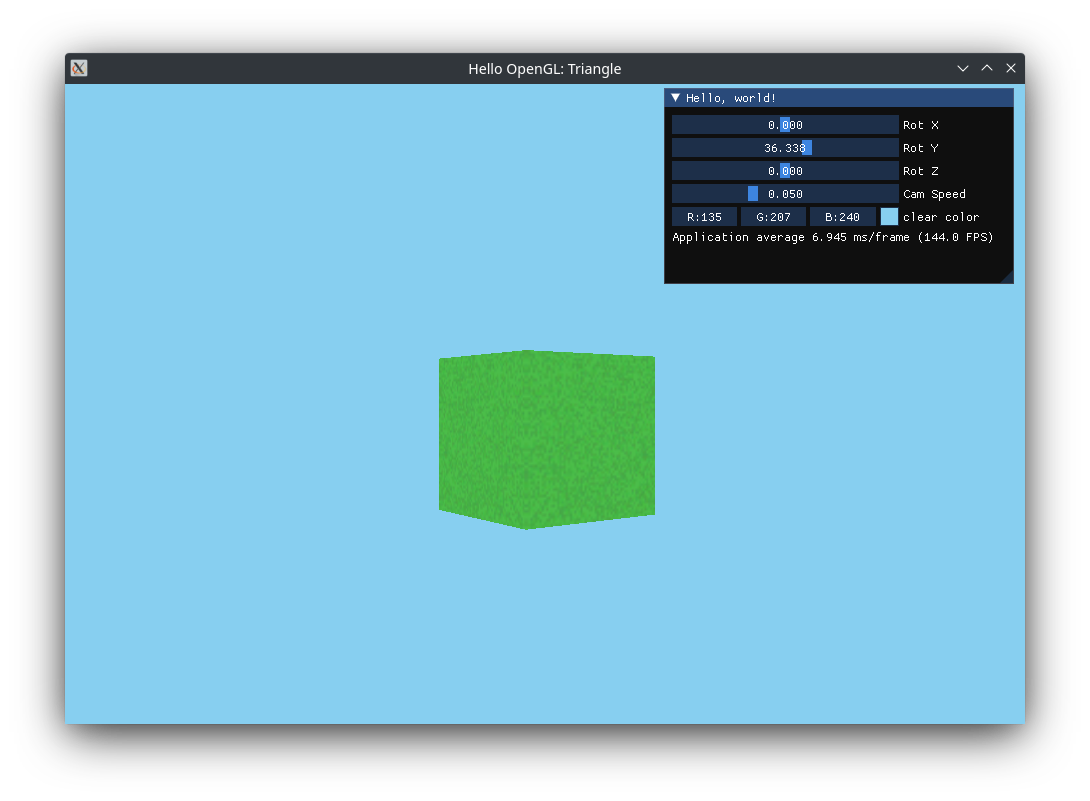 Hello OpenGL: Triangle
Hello, world!
0.000 Rot X
36.338 Rot Y
0.000 Rot Z
0.050 Cam Speed
R:135 G:207 B:240 clear color
Application average 6.945 ms/frame (144.0 FPS)